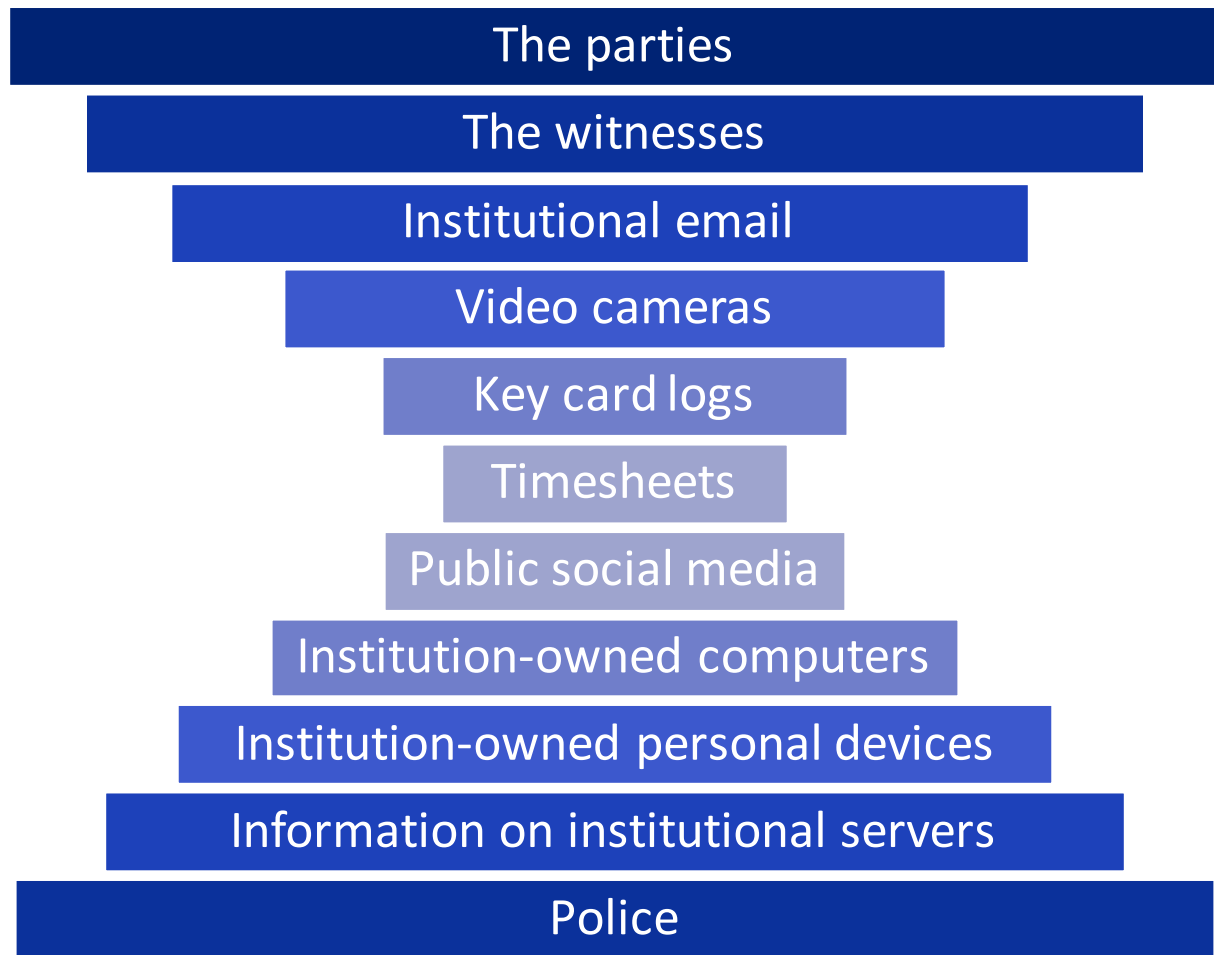 The parties
The witnesses
Institutional email
Video cameras
Key card logs
Timesheets
Public social media
Institution-owned computers
Institution-owned personal devices
Information on institutional servers
Police